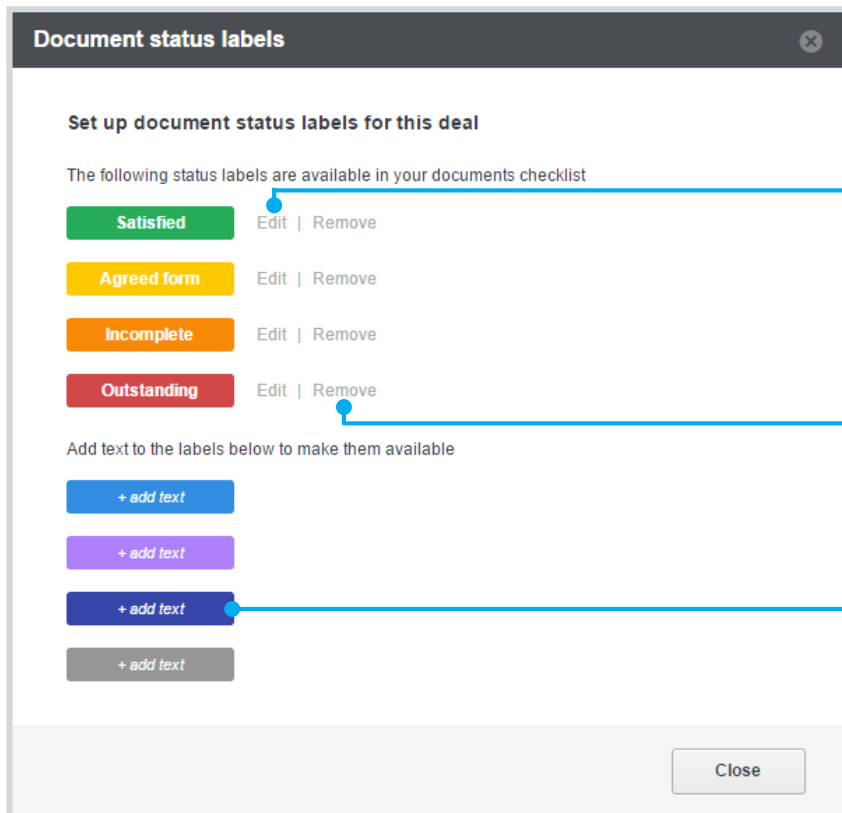 Document status labels
Set up document status labels for this deal
The following status labels are available in your documents checklist
Satisfied Edit | Remove
Agreed form Edit | Remove
Incomplete Edit | Remove
Outstanding Edit | Remove
Add text to the labels below to make them available
+ add text
+ add text
+ add text
+ add text
Close